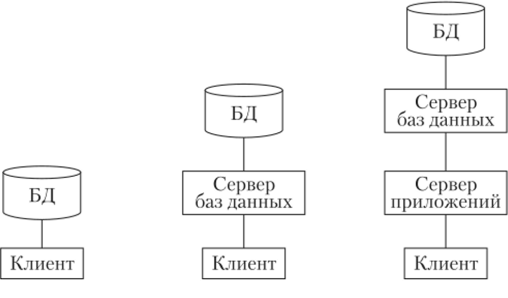 БД
Клиент
БД
Сервер
баз данных
Клиент
БД
Сервер
баз данных
Сервер
приложений
Клиент